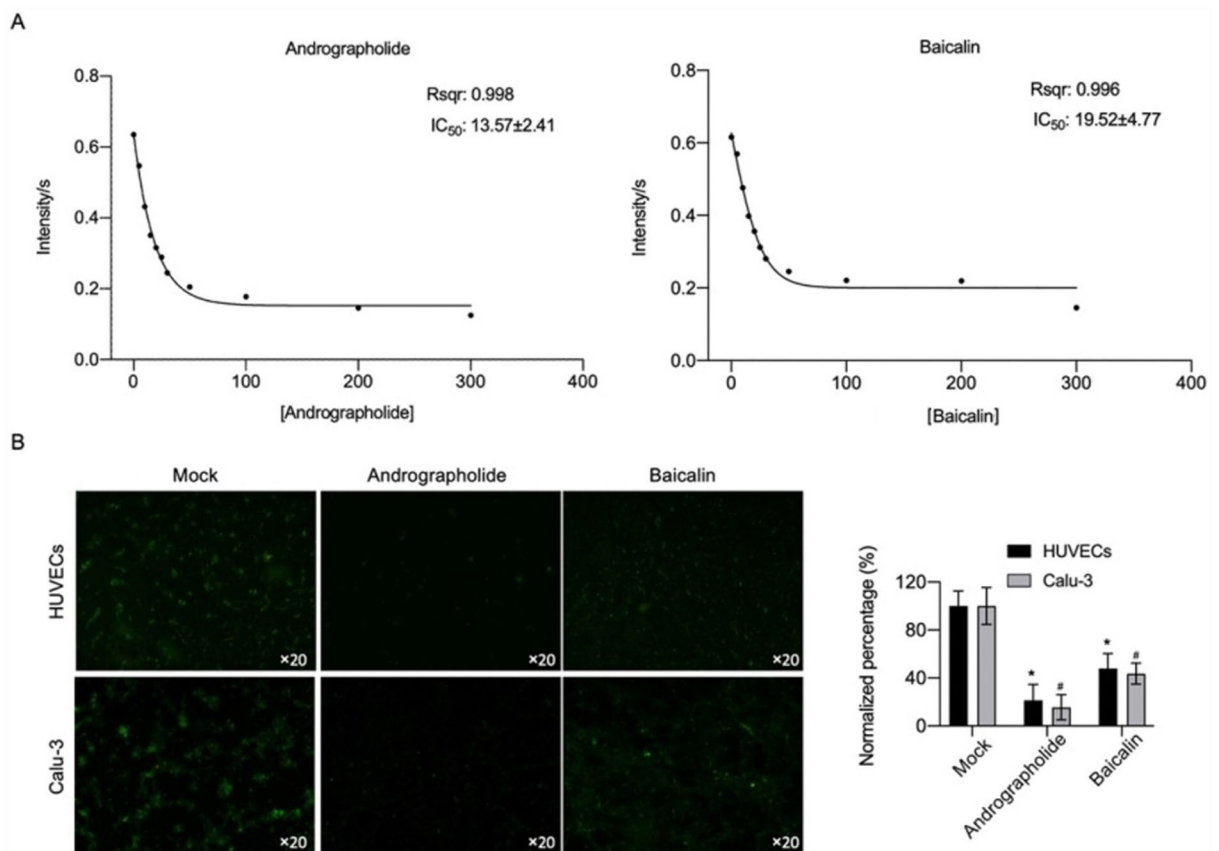 A
Andrographolide
Rsqr: 0.998
IC50: 13.57±2.41
0.8
0.6
0.4
0.2
0.0
Intensity/s
0 100 200 300 400
[Andrographolide]
Baicalin
Rsqr: 0.996
IC50: 19.52±4.77
0.8
0.6
0.4
0.2
0.0
Intensity/s
0 100 200 300 400
[Baicalin]
B
Mock Andrographolide Baicalin
HUVECs
×20 ×20 ×20
Calu-3
×20 ×20 ×20
HUVECs
Calu-3
Normalized percentage (%)
120
80
40
0
* # * #
Mock
Andrographolide
Baicalin